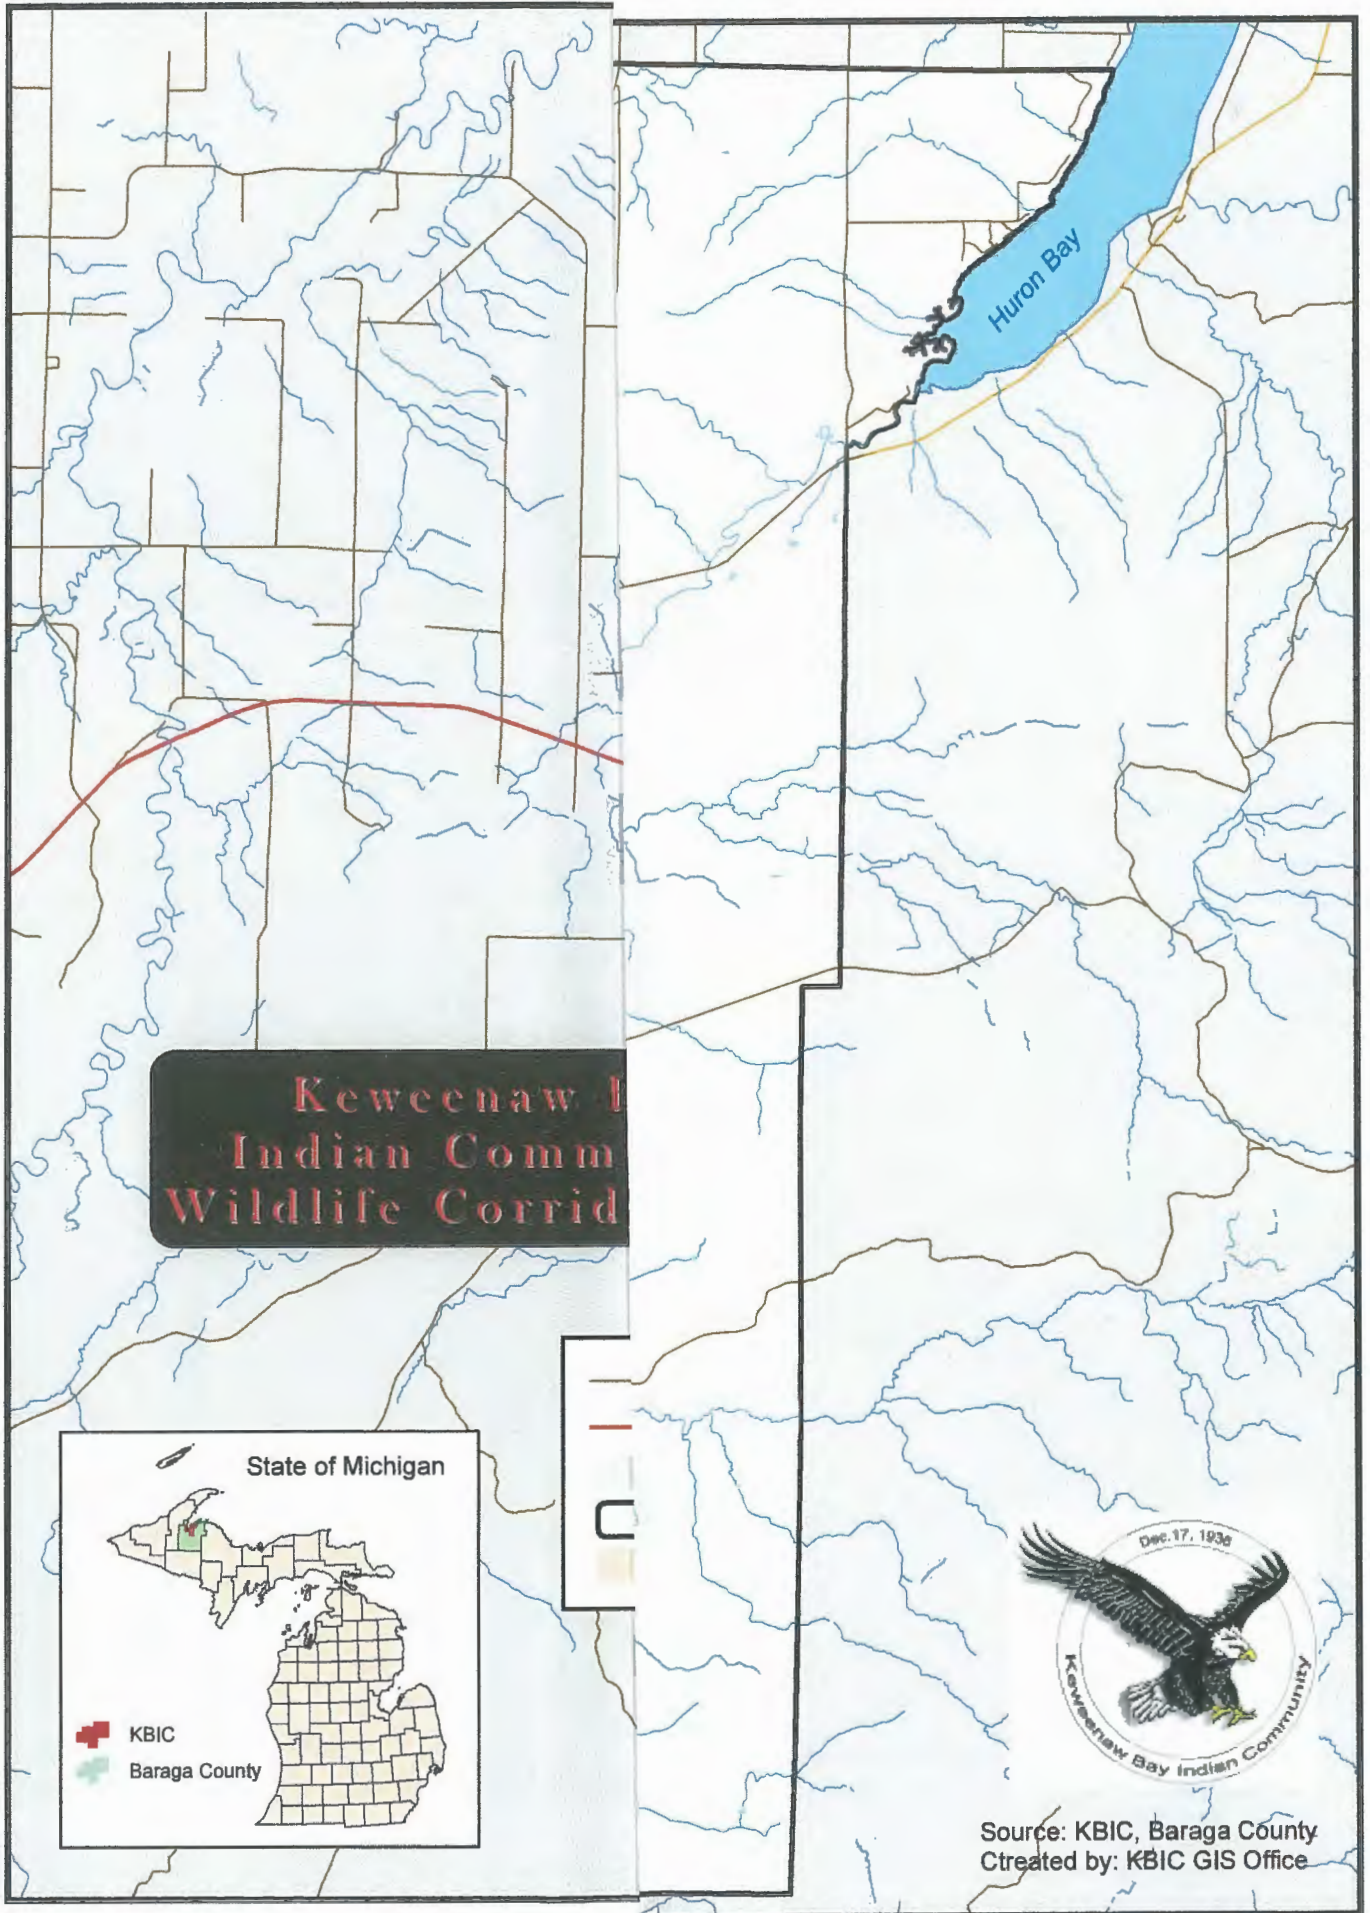 Huron Bay
Keweenaw
Indian Comm
Wildlife Corrid
State of Michigan
KBIC
Baraga County
Dec.17, 1936
Keweenaw Bay Indian Community
Source: KBIC, Baraga County
Ctreated by: KBIC GIS Office